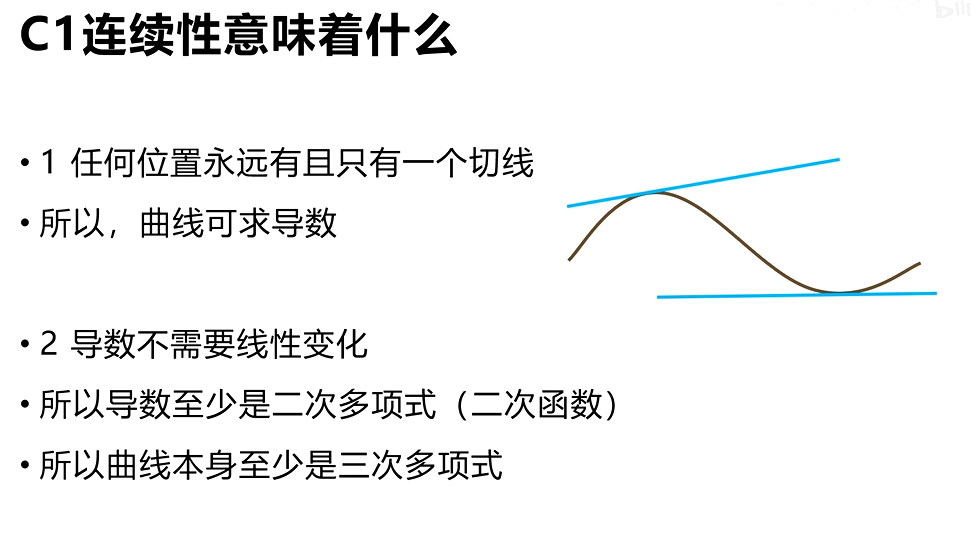 C1连续性意味着什么
• 1 任何位置永远有且只有一个切线
• 所以，曲线可求导数
• 2 导数不需要线性变化
• 所以导数至少是二次多项式（二次函数）
• 所以曲线本身至少是三次多项式